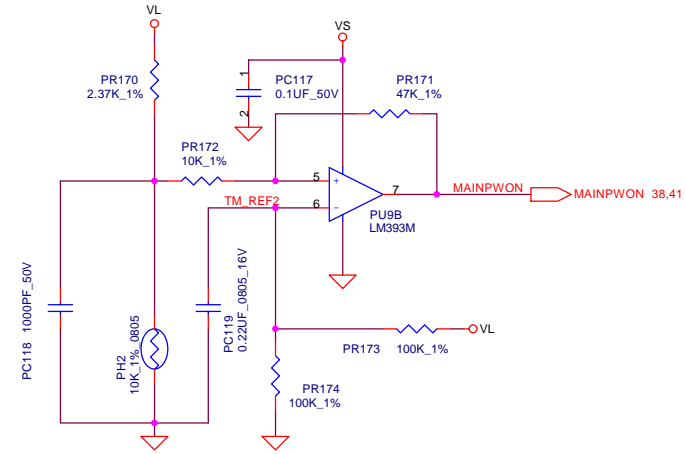 VL
VS
PR170
2.37K_1%
1
PC117
0.1UF_50V
2
PR171
47K_1%
PR172
10K_1%
5
+
7
MAINPWON
MAINPWON 38,41
TM_REF2
6
-
PU9B
LM393M
PC118 1000PF_50V
PH2
10K_1%_0805
PC119
0.22UF_0805_16V
PR173
100K_1%
VL
PR174
100K_1%